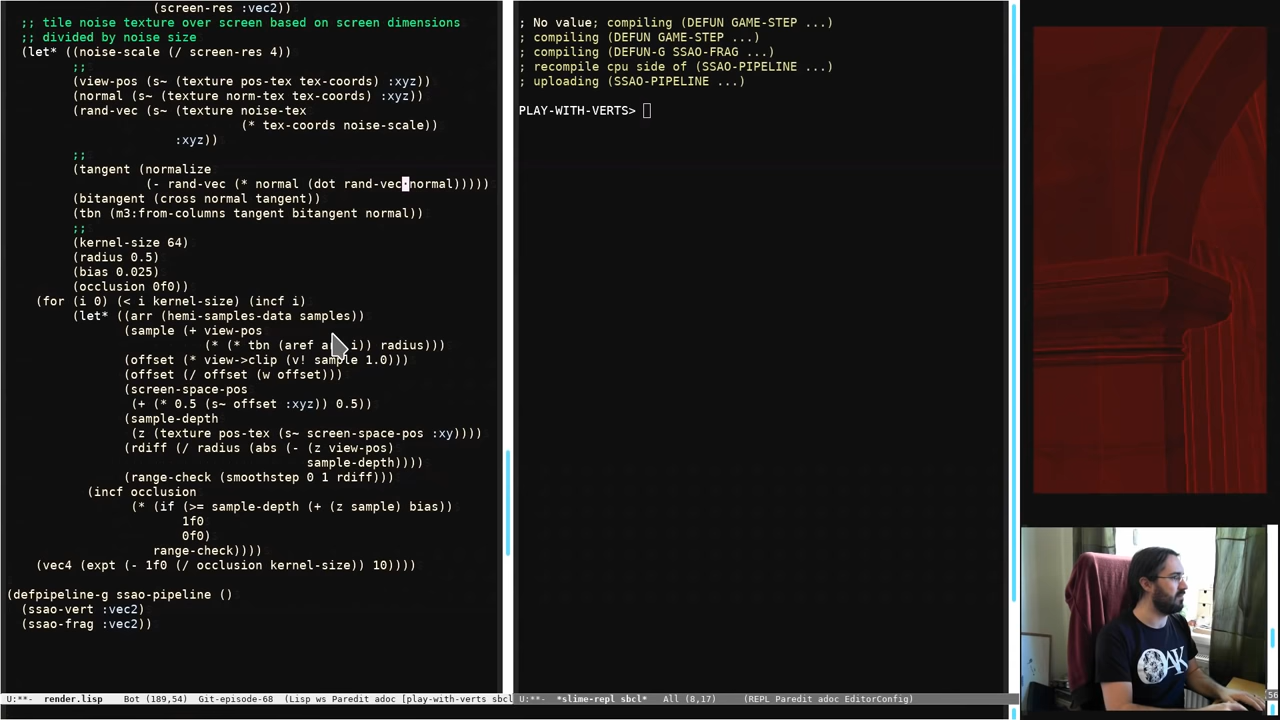 (screen-res :vec2))
;; tile noise texture over screen based on screen dimensions
;; divided by noise size
(let* ((noise-scale (/ screen-res 4))
;;
(view-pos (s~ (texture pos-tex tex-coords) :xyz))
(normal (s~ (texture norm-tex tex-coords) :xyz))
(rand-vec (s~ (texture noise-tex
(* tex-coords noise-scale))
:xyz))
;;
(tangent (normalize
(- rand-vec (* normal (dot rand-vec normal)))))
(bitangent (cross normal tangent))
(tbn (m3:from-columns tangent bitangent normal))
;;
(kernel-size 64)
(radius 0.5)
(bias 0.025)
(occlusion 0f0))
(for (i 0) (< i kernel-size) (incf i)
(let* ((arr (hemi-samples-data samples))
(sample (+ view-pos
(* (* tbn (aref a i)) radius)))
(offset (* view->clip (v! sample 1.0)))
(offset (/ offset (w offset)))
(screen-space-pos
(+ (* 0.5 (s~ offset :xyz)) 0.5))
(sample-depth
(z (texture pos-tex (s~ screen-space-pos :xy))))
(rdiff (/ radius (abs (- (z view-pos)
sample-depth))))
(range-check (smoothstep 0 1 rdiff)))
(incf occlusion
(* (if (>= sample-depth (+ (z sample) bias))
1f0
0f0)
range-check))))
(vec4 (expt (- 1f0 (/ occlusion kernel-size)) 10))))
(defpipeline-g ssao-pipeline ()
(ssao-vert :vec2)
(ssao-frag :vec2))
U:**- render.lisp Bot (189,54) Git-episode-68 (Lisp ws Paredit adoc [play-with-verts sbcl
; No value; compiling (DEFUN GAME-STEP ...)
; compiling (DEFUN GAME-STEP ...)
; compiling (DEFUN-G SSAO-FRAG ...)
; recompile cpu side of (SSAO-PIPELINE ...)
; uploading (SSAO-PIPELINE ...)
PLAY-WITH-VERTS>
U:**- *slime-repl sbcl* All (8,17) (REPL Paredit adoc EditorConfig)
56